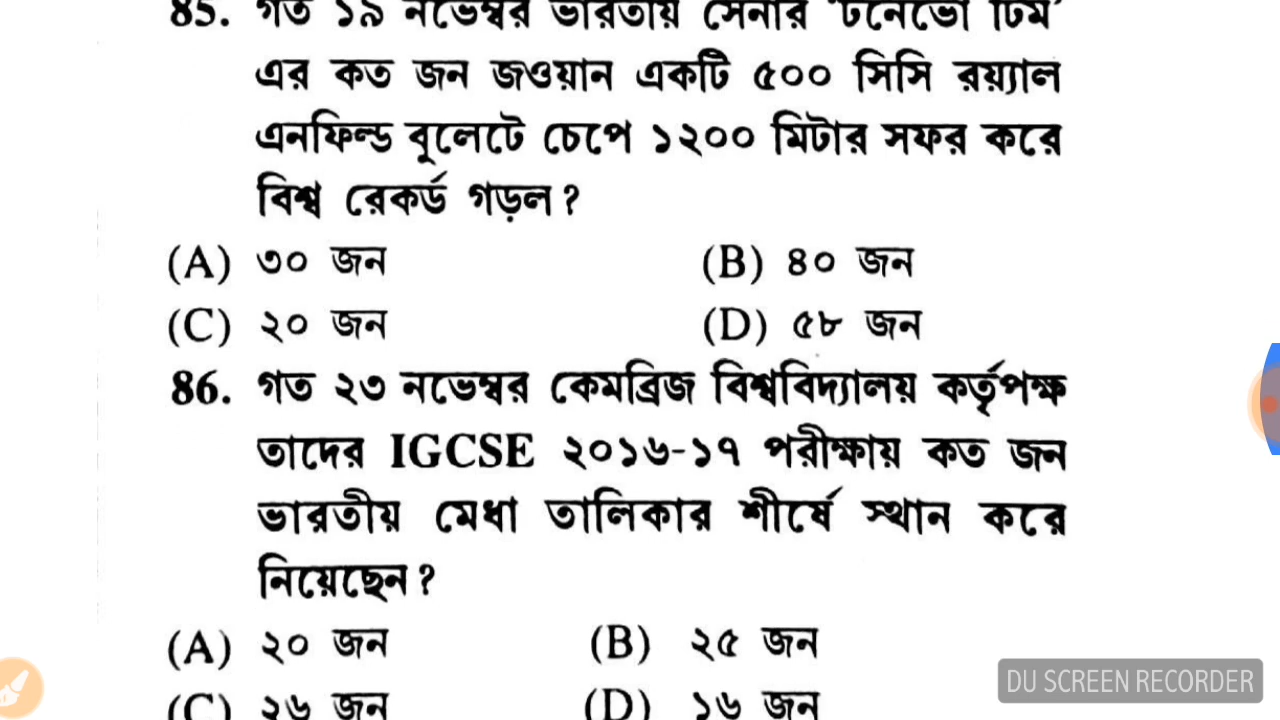 85. গত ১৯ নভেম্বর ভারতীয় সেনার 'টর্নেডো টিম'
এর কত জন জওয়ান একটি ৫০০ সিসি রয়্যাল
এনফিল্ড বুলেটে চেপে ১২০০ মিটার সফর করে
বিশ্ব রেকর্ড গড়ল?
(A) ৩০ জন (B) ৪০ জন
(C) ২০ জন (D) ৫৮ জন
86. গত ২৩ নভেম্বর কেমব্রিজ বিশ্ববিদ্যালয় কর্তৃপক্ষ
তাদের IGCSE ২০১৬-১৭ পরীক্ষায় কত জন
ভারতীয় মেধা তালিকার শীর্ষে স্থান করে
নিয়েছেন?
(A) ২০ জন (B) ২৫ জন
(C) ২৬ জন (D) ১৬ জন
DU SCREEN RECORDER